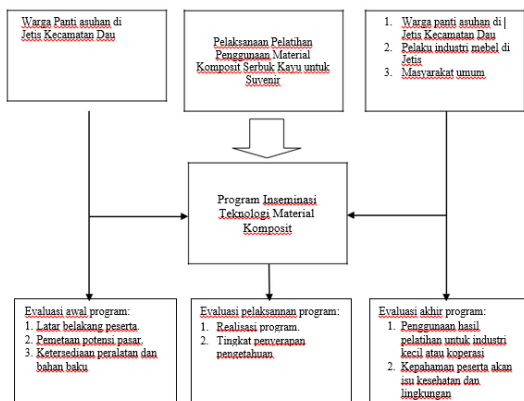 Warga Panti asuhan di
Jetis Kecamatan Dau
Pelaksanaan Pelatihan
Penggunaan Material
Komposit Serbuk Kayu untuk
Suvenir
1. Warga panti asuhan di
Jetis Kecamatan Dau
2. Pelaku industri mebel di
Jetis
3. Masyarakat umum
Program Inseminasi
Teknologi Material
Komposit
Evaluasi awal program:
1. Latar belakang peserta.
2. Pemetaan potensi pasar.
3. Ketersediaan peralatan dan
bahan baku
Evaluasi pelaksannan program:
1. Realisasi program.
2. Tingkat penyerapan
pengetahuan.
Evaluasi akhir program:
1. Penggunaan hasil
pelatihan untuk industri
kecil atau koperasi
2. Kepahaman peserta akan
isu kesehatan dan
lingkungan